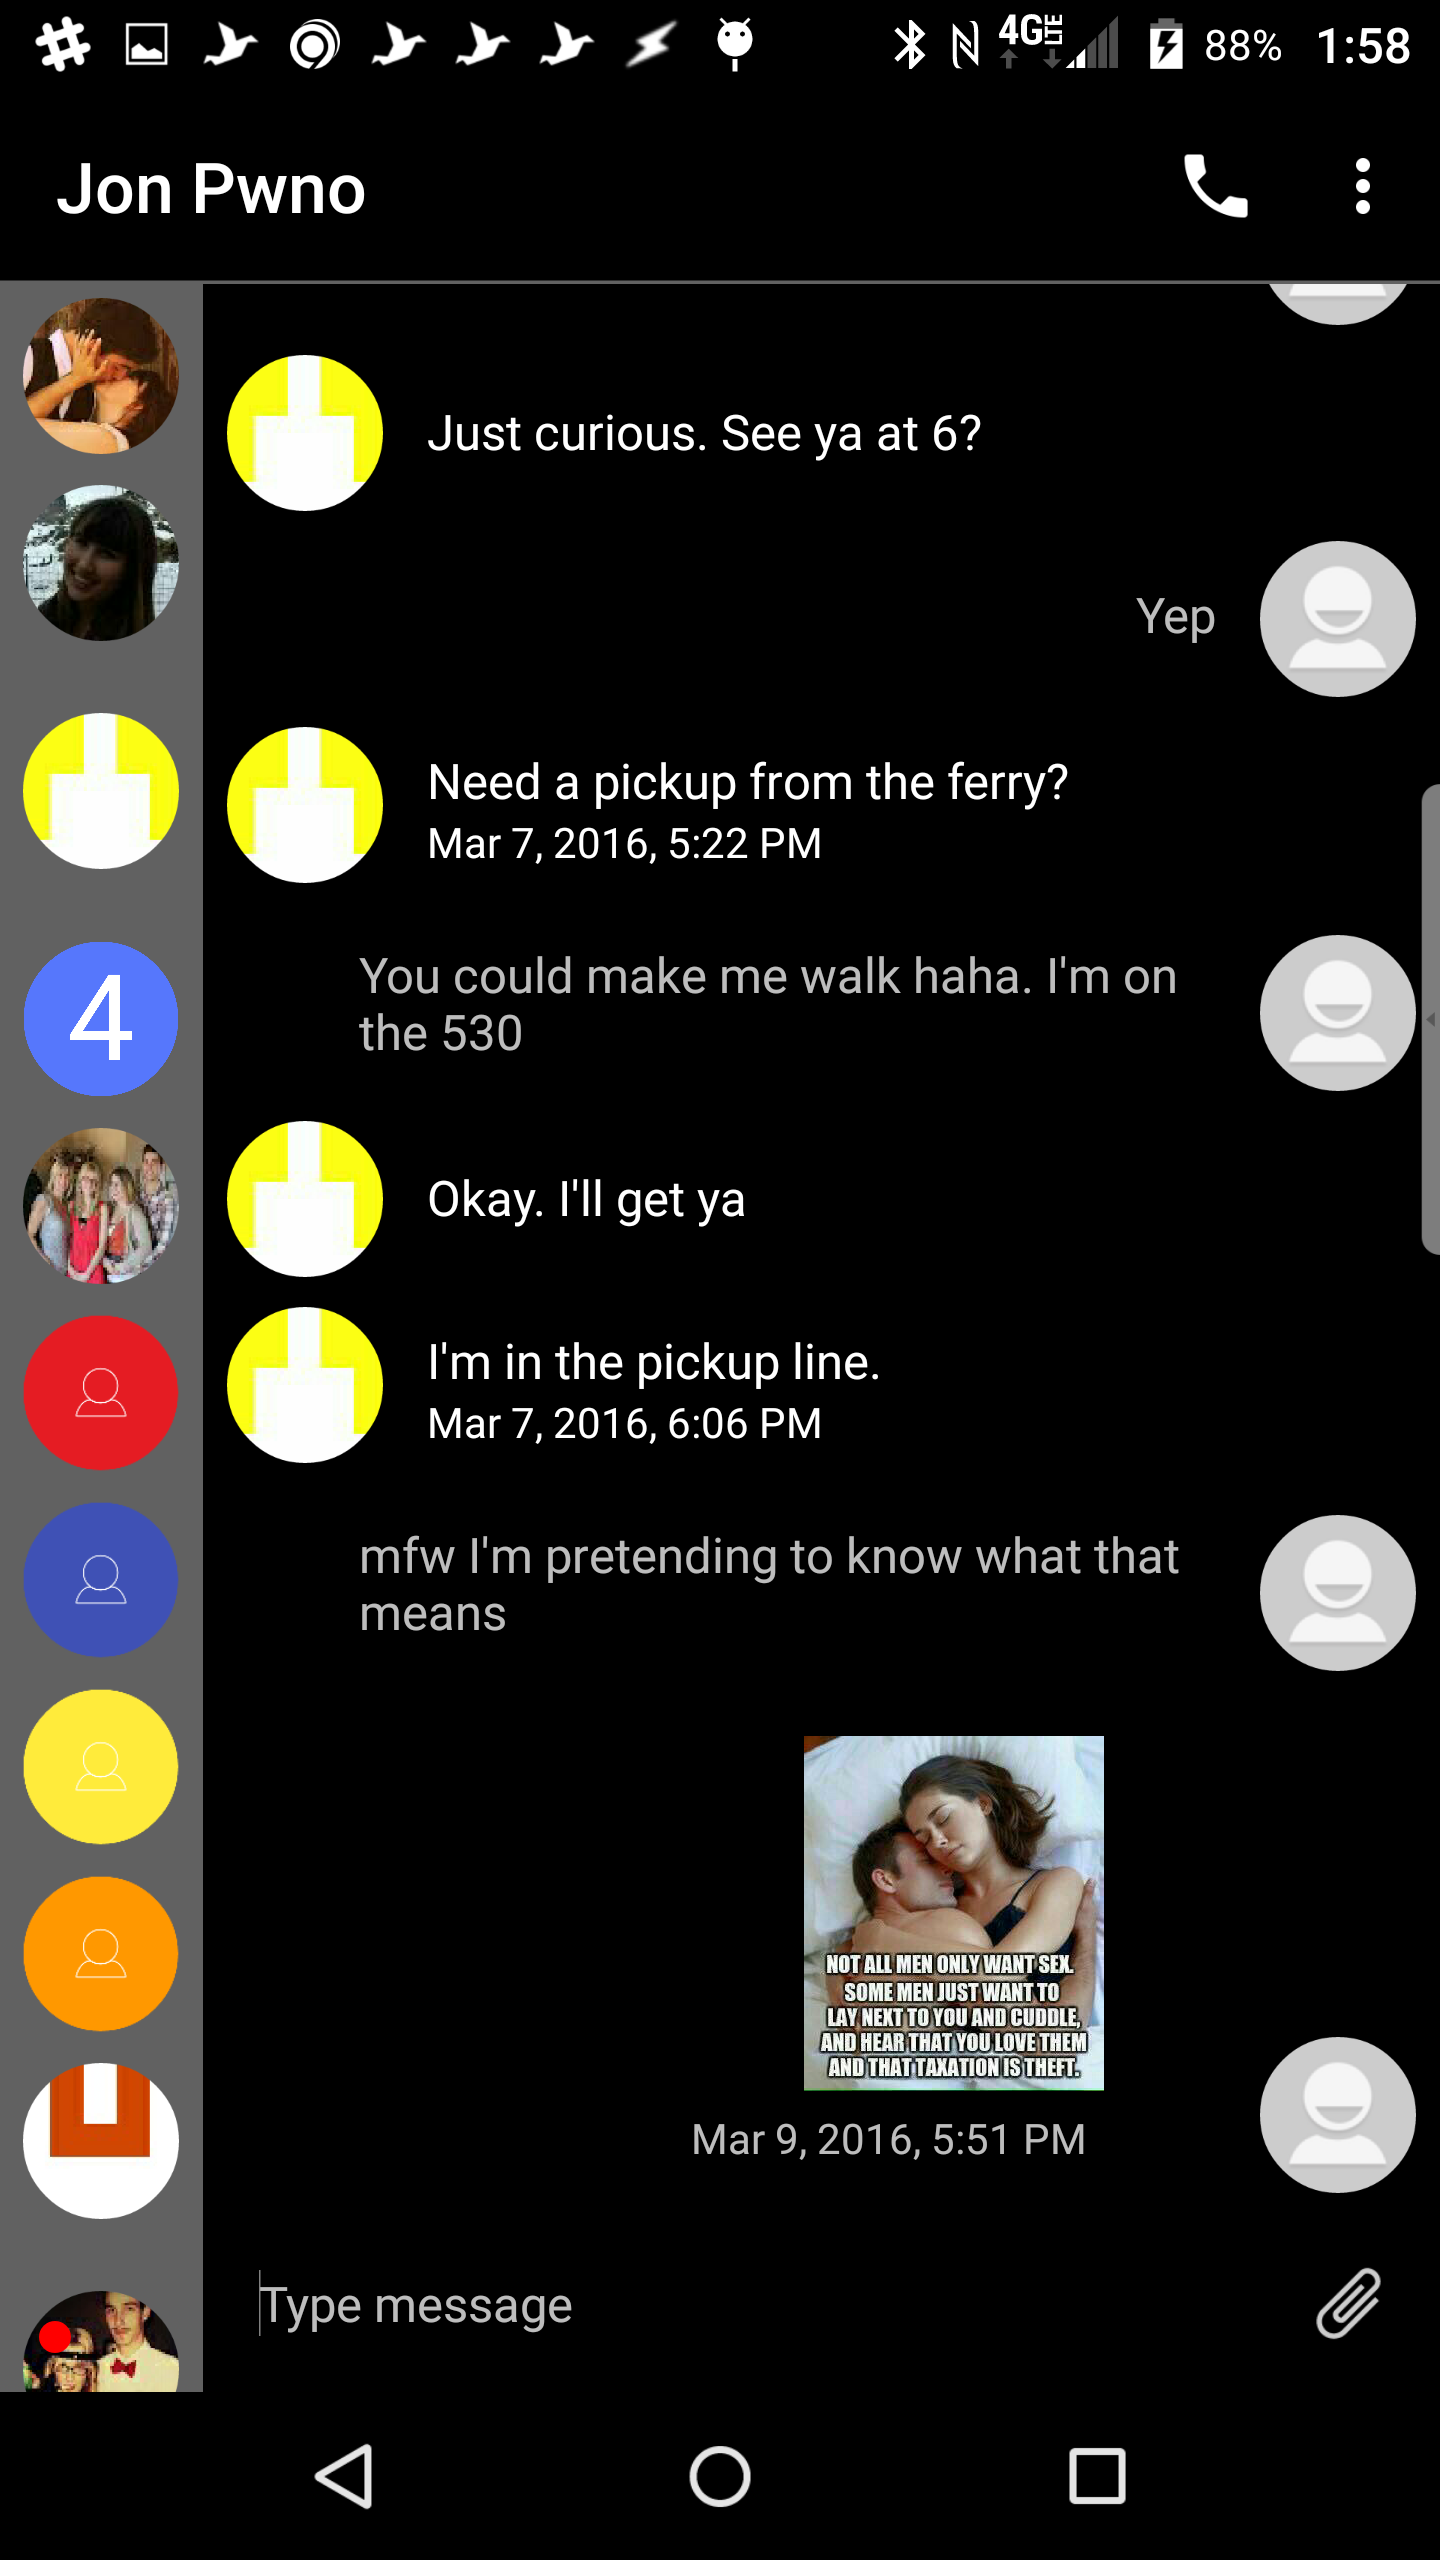 4G LTE 88% 1:58
Jon Pwno
Just curious. See ya at 6?
Yep
Need a pickup from the ferry?
Mar 7, 2016, 5:22 PM
4
You could make me walk haha. I'm on
the 530
Okay. I'll get ya
I'm in the pickup line.
Mar 7, 2016, 6:06 PM
mfw I'm pretending to know what that
means
NOT ALL MEN ONLY WANT SEX.
SOME MEN JUST WANT TO
LAY NEXT TO YOU AND CUDDLE,
AND HEAR THAT YOU LOVE THEM
AND THAT TAXATION IS THEFT.
Mar 9, 2016, 5:51 PM
Type message